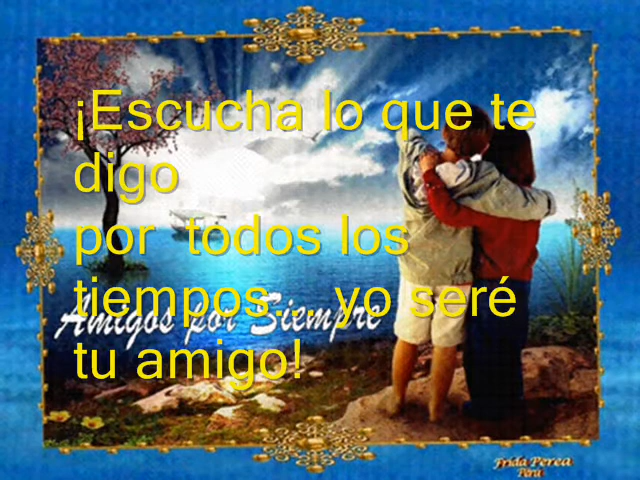 ¡Escucha lo que te
digo
por todos los
tiempos... yo seré
Amigos por Siempre
tu amigo!
Frida Perea
Perú